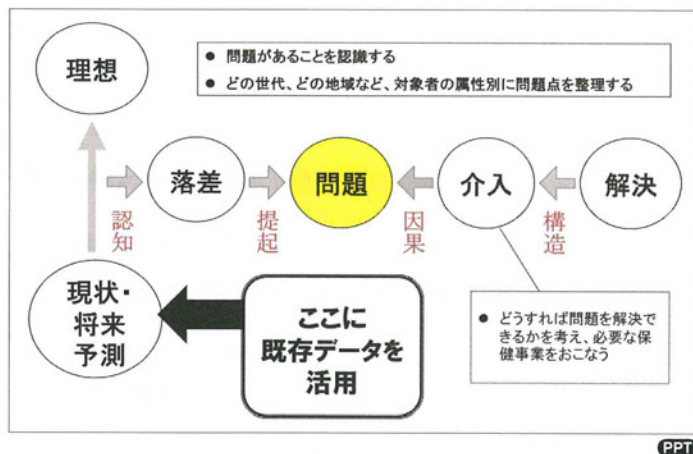 理想
● 問題があることを認識する
● どの世代、どの地域など、対象者の属性別に問題点を整理する
落差
問題
介入
解決
認知
提起
因果
構造
現状・
将来
予測
ここに
既存データを
活用
● どうすれば問題を解決で
きるかを考え、必要な保
健事業をおこなう
PPT